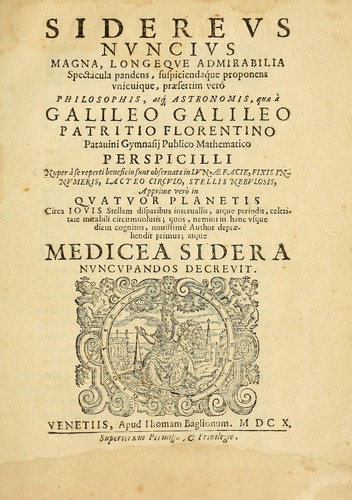 SIDEREVS
NVNCIVS
MAGNA, LONGEQVE ADMIRABILIA
Spectacula pandens, suspiciendaque proponens
vnicuique, præsertim verò
PHILOSOPHIS, atq; ASTRONOMIS, quæ à
GALILEO GALILEO
PATRITIO FLORENTINO
Patauini Gymnasij Publico Mathematico
PERSPICILLI
Nuper à se reperti beneficio sunt obseruata in LVNÆ FACIE, FIXIS IN-
NVMERIS, LACTEO CIRCVLO, STELLIS NEBVLOSIS,
Apprime verò in
QVATVOR PLANETIS
Circa IOVIS Stellam disparibus interuallis, atque periodis, celeri-
tate mirabili circumuolutis; quos, nemini in hanc vsque
diem cognitos, nouissimè Author depræ-
hendit primus; atque
MEDICEA SIDERA
NVNCVPANDOS DECREVIT.
VENETIIS, Apud Thomam Baglionum. M DC X.
Superiorum Permissu, & Priuilegio.